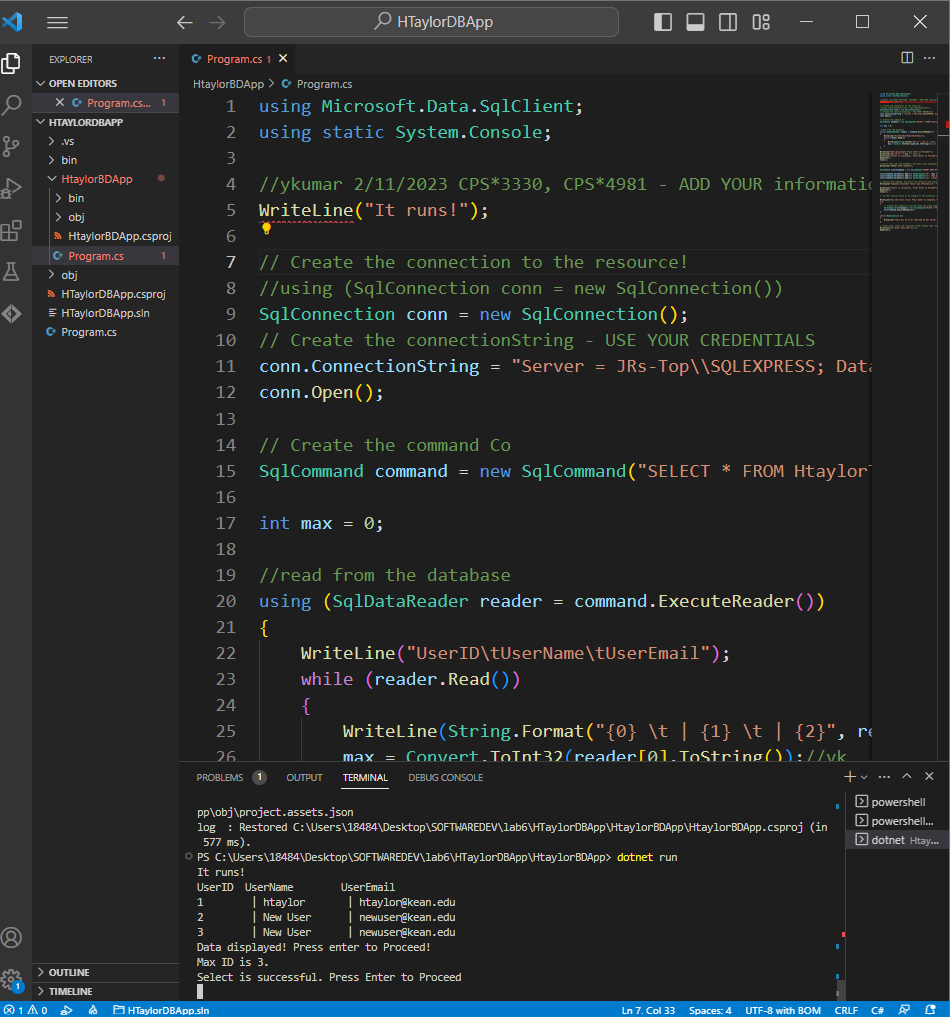 HTaylorDBApp
EXPLORER
OPEN EDITORS
Program.cs... 1
HTAYLORDBAPP
.vs
bin
HtaylorBDApp
bin
obj
HtaylorBDApp.csproj
Program.cs 1
obj
HTaylorDBApp.csproj
HTaylorDBApp.sln
Program.cs
OUTLINE
TIMELINE
Program.cs 1
HtaylorBDApp > Program.cs
1 using Microsoft.Data.SqlClient;
2 using static System.Console;
3
4 //ykumar 2/11/2023 CPS*3330, CPS*4981 - ADD YOUR informatio
5 WriteLine("It runs!");
6
7 // Create the connection to the resource!
8 //using (SqlConnection conn = new SqlConnection())
9 SqlConnection conn = new SqlConnection();
10 // Create the connectionString - USE YOUR CREDENTIALS
11 conn.ConnectionString = "Server = JRs-Top\\SQLEXPRESS; Data
12 conn.Open();
13
14 // Create the command Co
15 SqlCommand command = new SqlCommand("SELECT * FROM HtaylorT
16
17 int max = 0;
18
19 //read from the database
20 using (SqlDataReader reader = command.ExecuteReader())
21 {
22 WriteLine("UserID\tUserName\tUserEmail");
23 while (reader.Read())
24 {
25 WriteLine(String.Format("{0} \t | {1} \t | {2}", re
26 max = Convert.ToInt32(reader[0].ToString());//yk
PROBLEMS 1 OUTPUT TERMINAL DEBUG CONSOLE
pp\obj\project.assets.json
log  : Restored C:\Users\18484\Desktop\SOFTWAREDEV\lab6\HTaylorDBApp\HtaylorBDApp\HtaylorBDApp.csproj (in
577 ms).
PS C:\Users\18484\Desktop\SOFTWAREDEV\lab6\HTaylorDBApp\HtaylorBDApp> dotnet run
It runs!
UserID  UserName        UserEmail
1        | htaylor       | htaylor@kean.edu
2        | New User      | newuser@kean.edu
3        | New User      | newuser@kean.edu
Data displayed! Press enter to Proceed!
Max ID is 3.
Select is successful. Press Enter to Proceed
powershell
powershell...
dotnet Htay...
1
1 0
HTaylorDBApp.sln
Ln 7, Col 33 Spaces: 4 UTF-8 with BOM CRLF C#